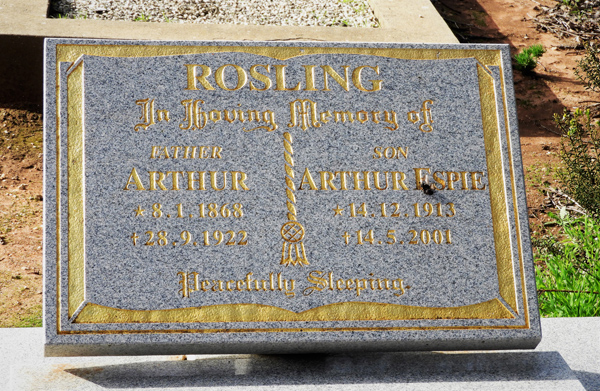 ROSLING
In Loving Memory of
FATHER
ARTHUR
★ 8.1.1868
† 28.9.1922
SON
ARTHUR ESPIE
★ 14.12.1913
† 14.5.2001
Peacefully Sleeping.